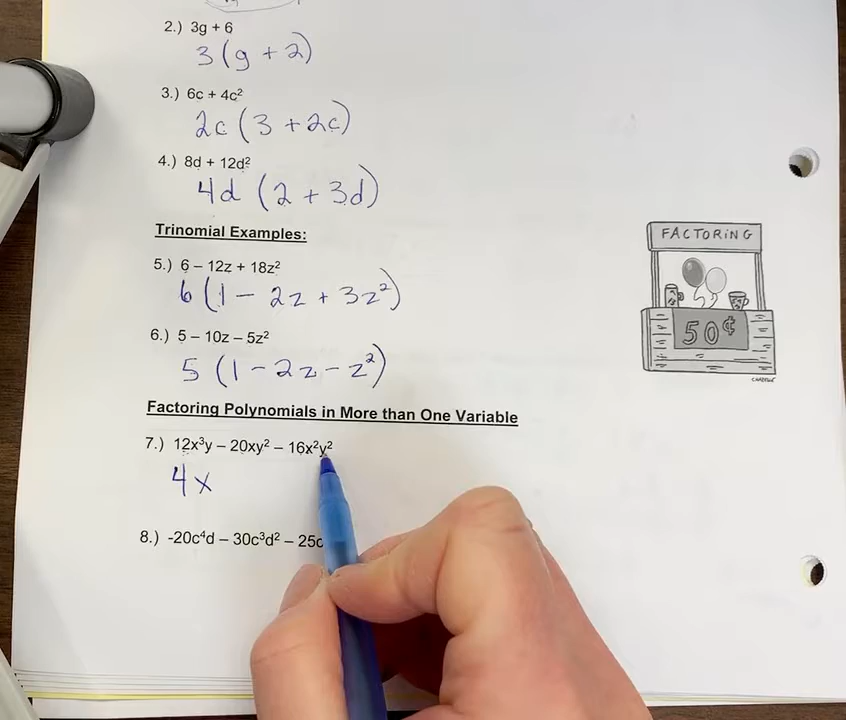 2.) 3g + 6
3 (g + 2)
3.) 6c + 4c²
2c (3 + 2c)
4.) 8d + 12d²
4d (2 + 3d)
Trinomial Examples:
5.) 6 – 12z + 18z²
6 (1 – 2z + 3z²)
6.) 5 – 10z – 5z²
5 (1 – 2z – z²)
Factoring Polynomials in More than One Variable
7.) 12x³y – 20xy² – 16x²y²
4x
8.) -20c⁴d – 30c³d² – 25c
FACTORING
50¢